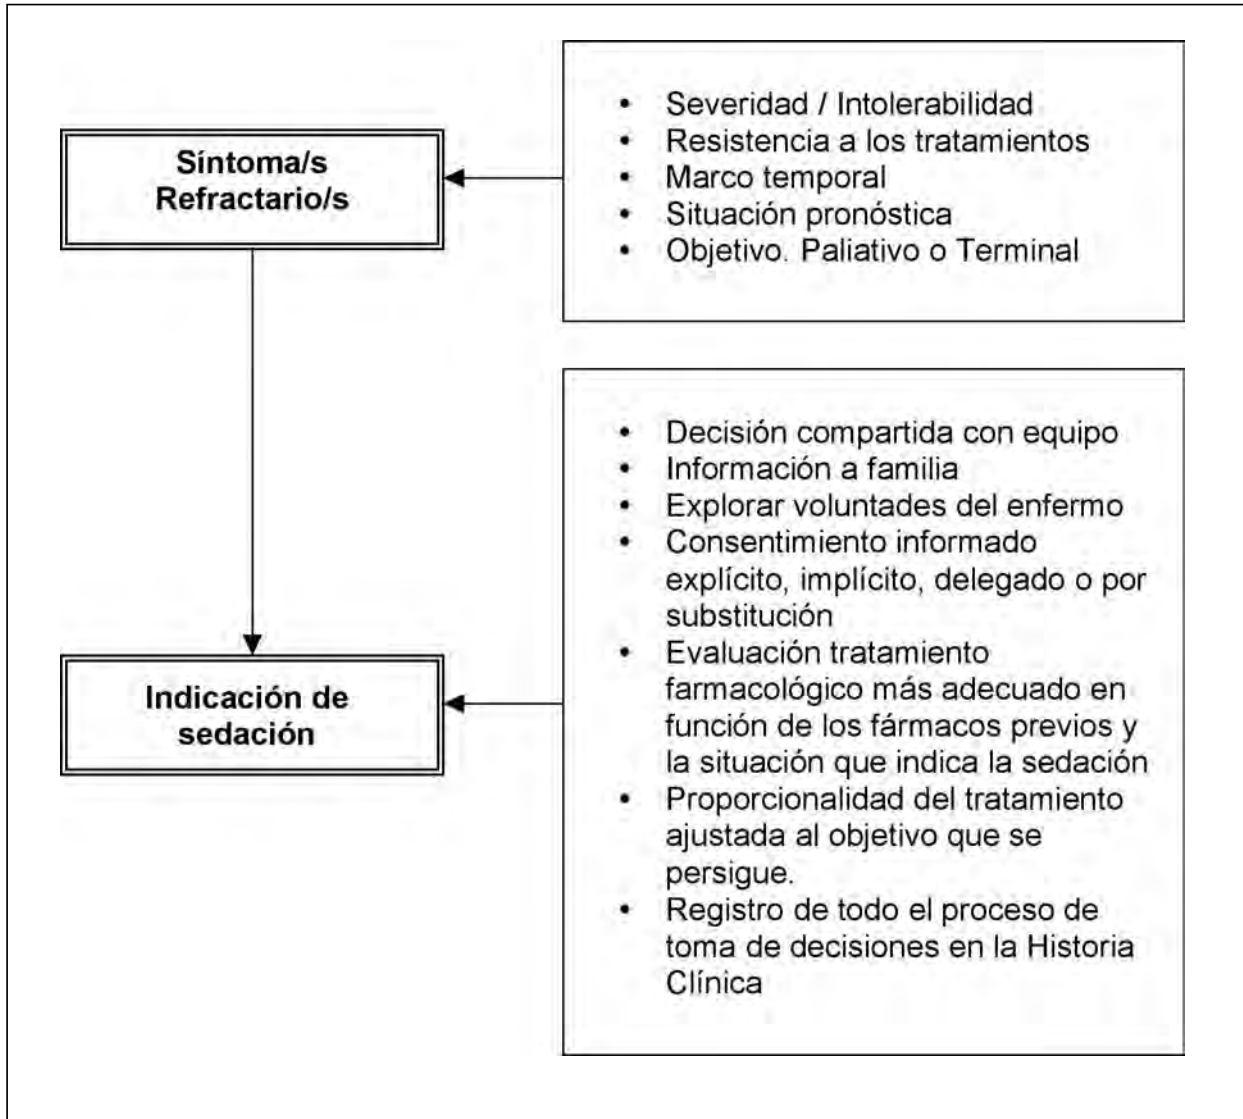 Síntoma/s
Refractario/s
• Severidad / Intolerabilidad
• Resistencia a los tratamientos
• Marco temporal
• Situación pronóstica
• Objetivo. Paliativo o Terminal
Indicación de
sedación
• Decisión compartida con equipo
• Información a familia
• Explorar voluntades del enfermo
• Consentimiento informado
explícito, implícito, delegado o por
substitución
• Evaluación tratamiento
farmacológico más adecuado en
función de los fármacos previos y
la situación que indica la sedación
• Proporcionalidad del tratamiento
ajustada al objetivo que se
persigue.
• Registro de todo el proceso de
toma de decisiones en la Historia
Clínica